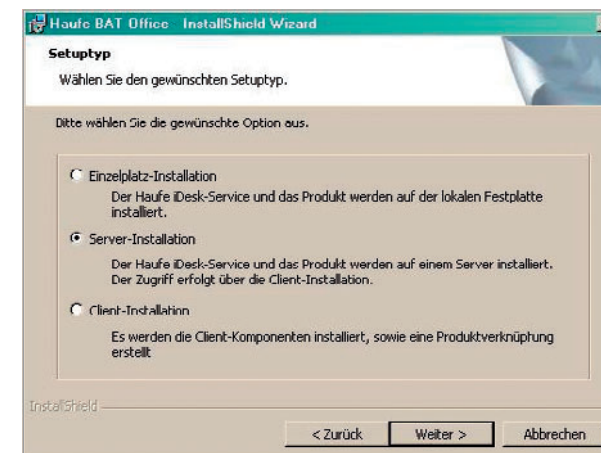 Haufe BAT Office InstallShield Wizard
Setuptyp
Wählen Sie den gewünschten Setuptyp.
Bitte wählen Sie die gewünschte Option aus.
Einzelplatz-Installation
Der Haufe iDesk-Service und das Produkt werden auf der lokalen Festplatte
installiert.
Server-Installation
Der Haufe iDesk-Service und das Produkt werden auf einem Server installiert.
Der Zugriff erfolgt über die Client-Installation.
Client-Installation
Es werden die Client-Komponenten installiert, sowie eine Produktverknüpfung
erstellt
InstallShield
< Zurück
Weiter >
Abbrechen